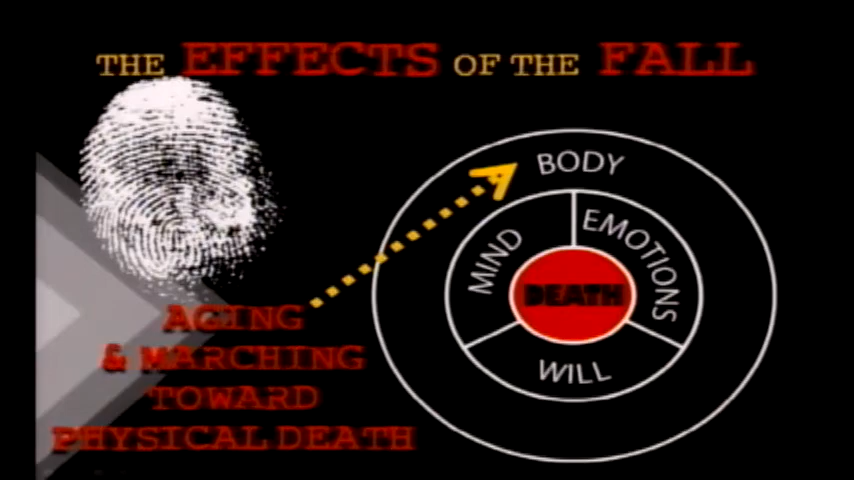 THE EFFECTS OF THE FALL
BODY
MIND
EMOTIONS
DEATH
WILL
AGING
& MARCHING
TOWARD
PHYSICAL DEATH